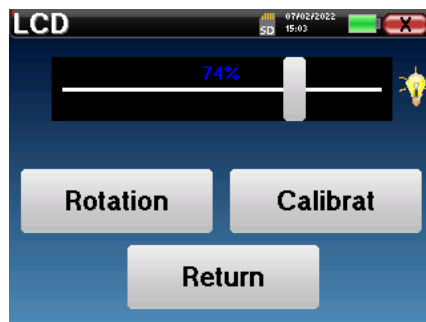 LCD
SD
07/02/2022
15:03
X
74%
Rotation
Calibrat
Return